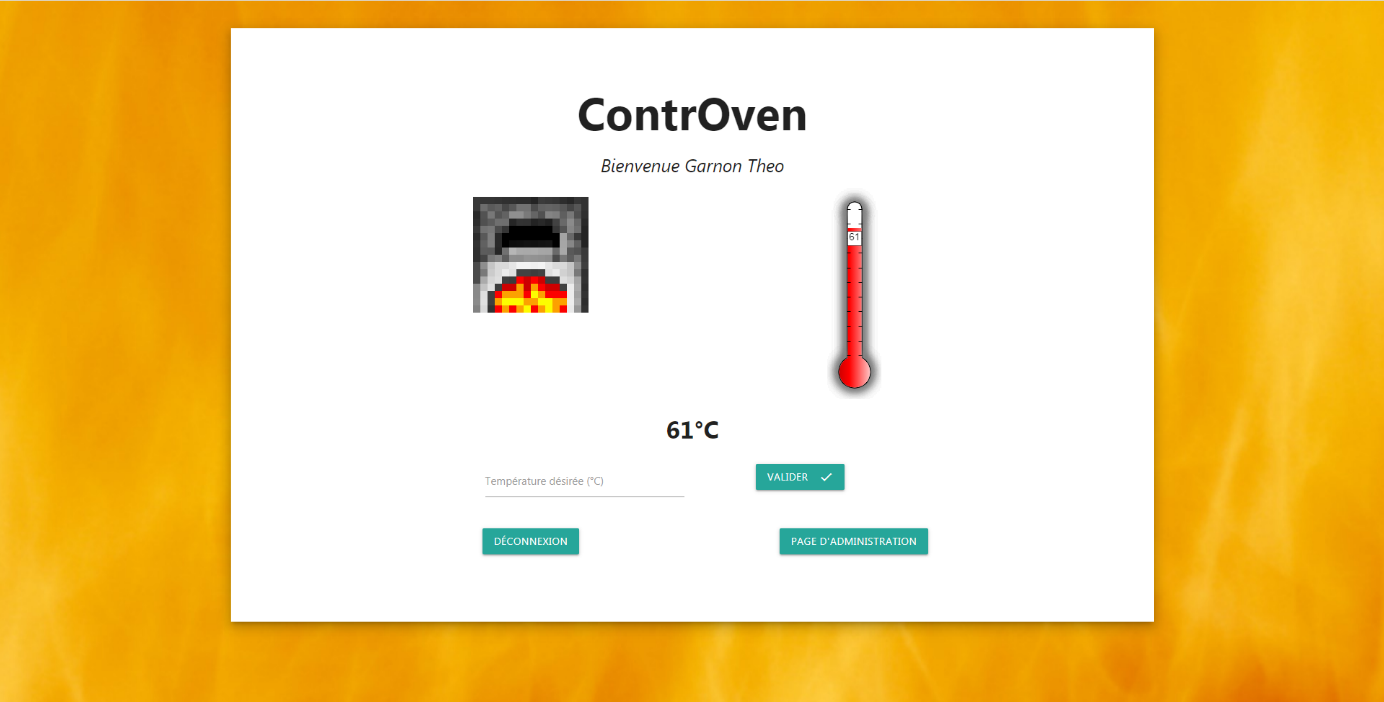 ContrOven
Bienvenue Garnon Theo
61
61°C
Température désirée (°C)
VALIDER
DÉCONNEXION
PAGE D'ADMINISTRATION